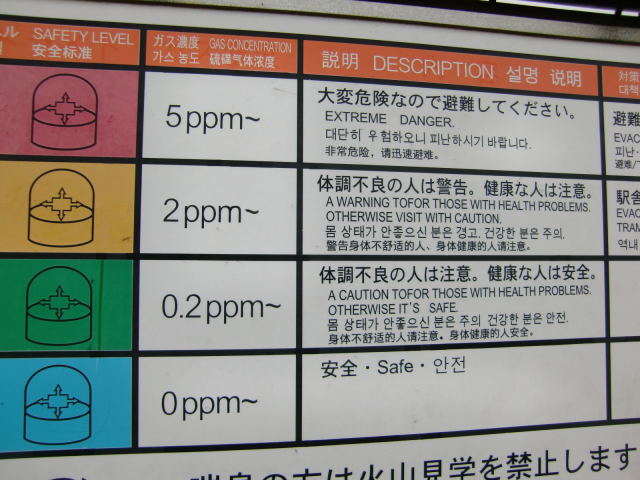 ル SAFETY LEVEL
安全标准
ガス濃度 GAS CONCENTRATION
가스 농도 硫磺气体浓度
説明 DESCRIPTION 설명 说明
対策
대책
5ppm~
大変危険なので避難してください。
EXTREME DANGER.
대단히 우험하오니 피난하시기 바랍니다.
非常危险，请迅速避难。
避難
EVAC
피난·
避难/
2ppm~
体調不良の人は警告。健康な人は注意。
A WARNING TOFOR THOSE WITH HEALTH PROBLEMS.
OTHERWISE VISIT WITH CAUTION.
몸 상태가 안좋으신 분은 경고. 건강한 분은 주의.
警告身体不舒适的人、身体健康的人请注意。
駅舎
EVAC
TRAM
역내
0.2ppm~
体調不良の人は注意。健康な人は安全。
A CAUTION TOFOR THOSE WITH HEALTH PROBLEMS.
OTHERWISE IT'S SAFE.
몸 상태가 안좋으신 분은 주의 건강한 분은 안전.
身体不舒适的人请注意。身体健康的人安全。
0ppm~
安全・Safe・안전
喘息の方は火山見学を禁止します